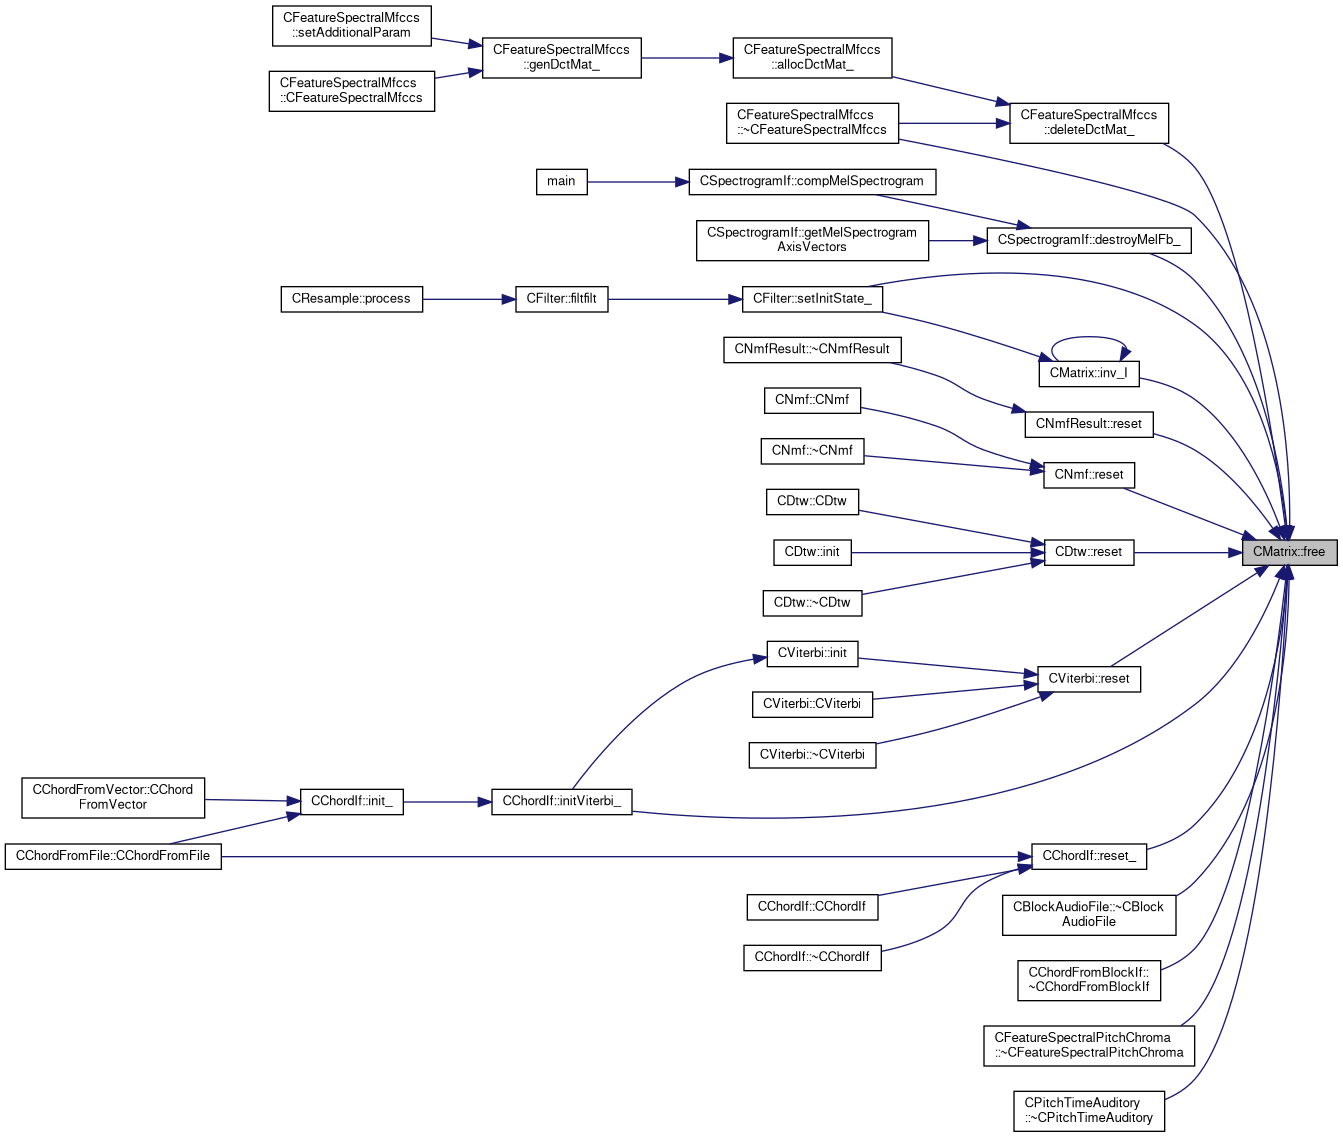 CFeatureSpectralMfccs
::setAdditionalParam
CFeatureSpectralMfccs
::genDctMat_
CFeatureSpectralMfccs
::allocDctMat_
CFeatureSpectralMfccs
::CFeatureSpectralMfccs
CFeatureSpectralMfccs
::~CFeatureSpectralMfccs
CFeatureSpectralMfccs
::deleteDctMat_
main
CSpectrogramIf::compMelSpectrogram
CSpectrogramIf::getMelSpectrogram
AxisVectors
CSpectrogramIf::destroyMelFb_
CResample::process
CFilter::filtfilt
CFilter::setInitState_
CNmfResult::~CNmfResult
CMatrix::inv_I
CNmf::CNmf
CNmfResult::reset
CNmf::~CNmf
CNmf::reset
CDtw::CDtw
CDtw::init
CDtw::reset
CMatrix::free
CDtw::~CDtw
CViterbi::init
CViterbi::reset
CViterbi::CViterbi
CViterbi::~CViterbi
CChordFromVector::CChord
FromVector
CChordIf::init_
CChordIf::initViterbi_
CChordFromFile::CChordFromFile
CChordIf::reset_
CChordIf::CChordIf
CBlockAudioFile::~CBlock
AudioFile
CChordIf::~CChordIf
CChordFromBlockIf::
~CChordFromBlockIf
CFeatureSpectralPitchChroma
::~CFeatureSpectralPitchChroma
CPitchTimeAuditory
::~CPitchTimeAuditory